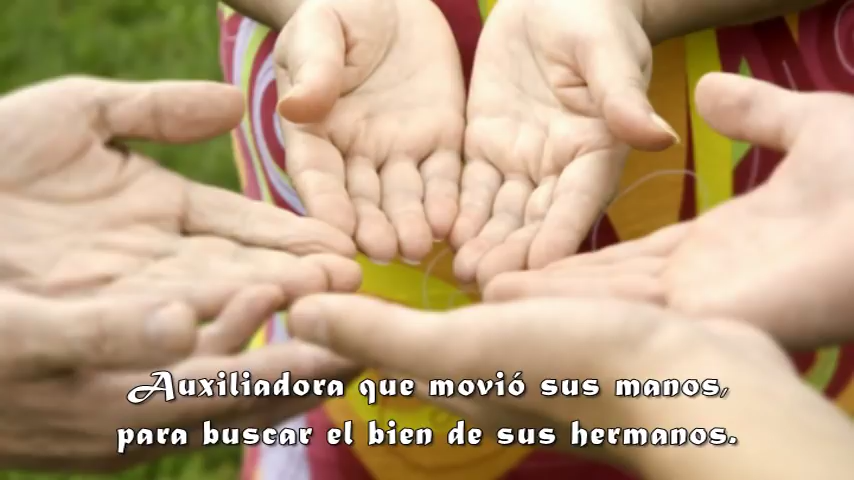 Auxiliadora que movió sus manos,
para buscar el bien de sus hermanos.